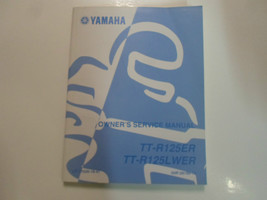 YAMAHA
OWNER'S SERVICE MANUAL
TT-R125ER
TT-R125LWER